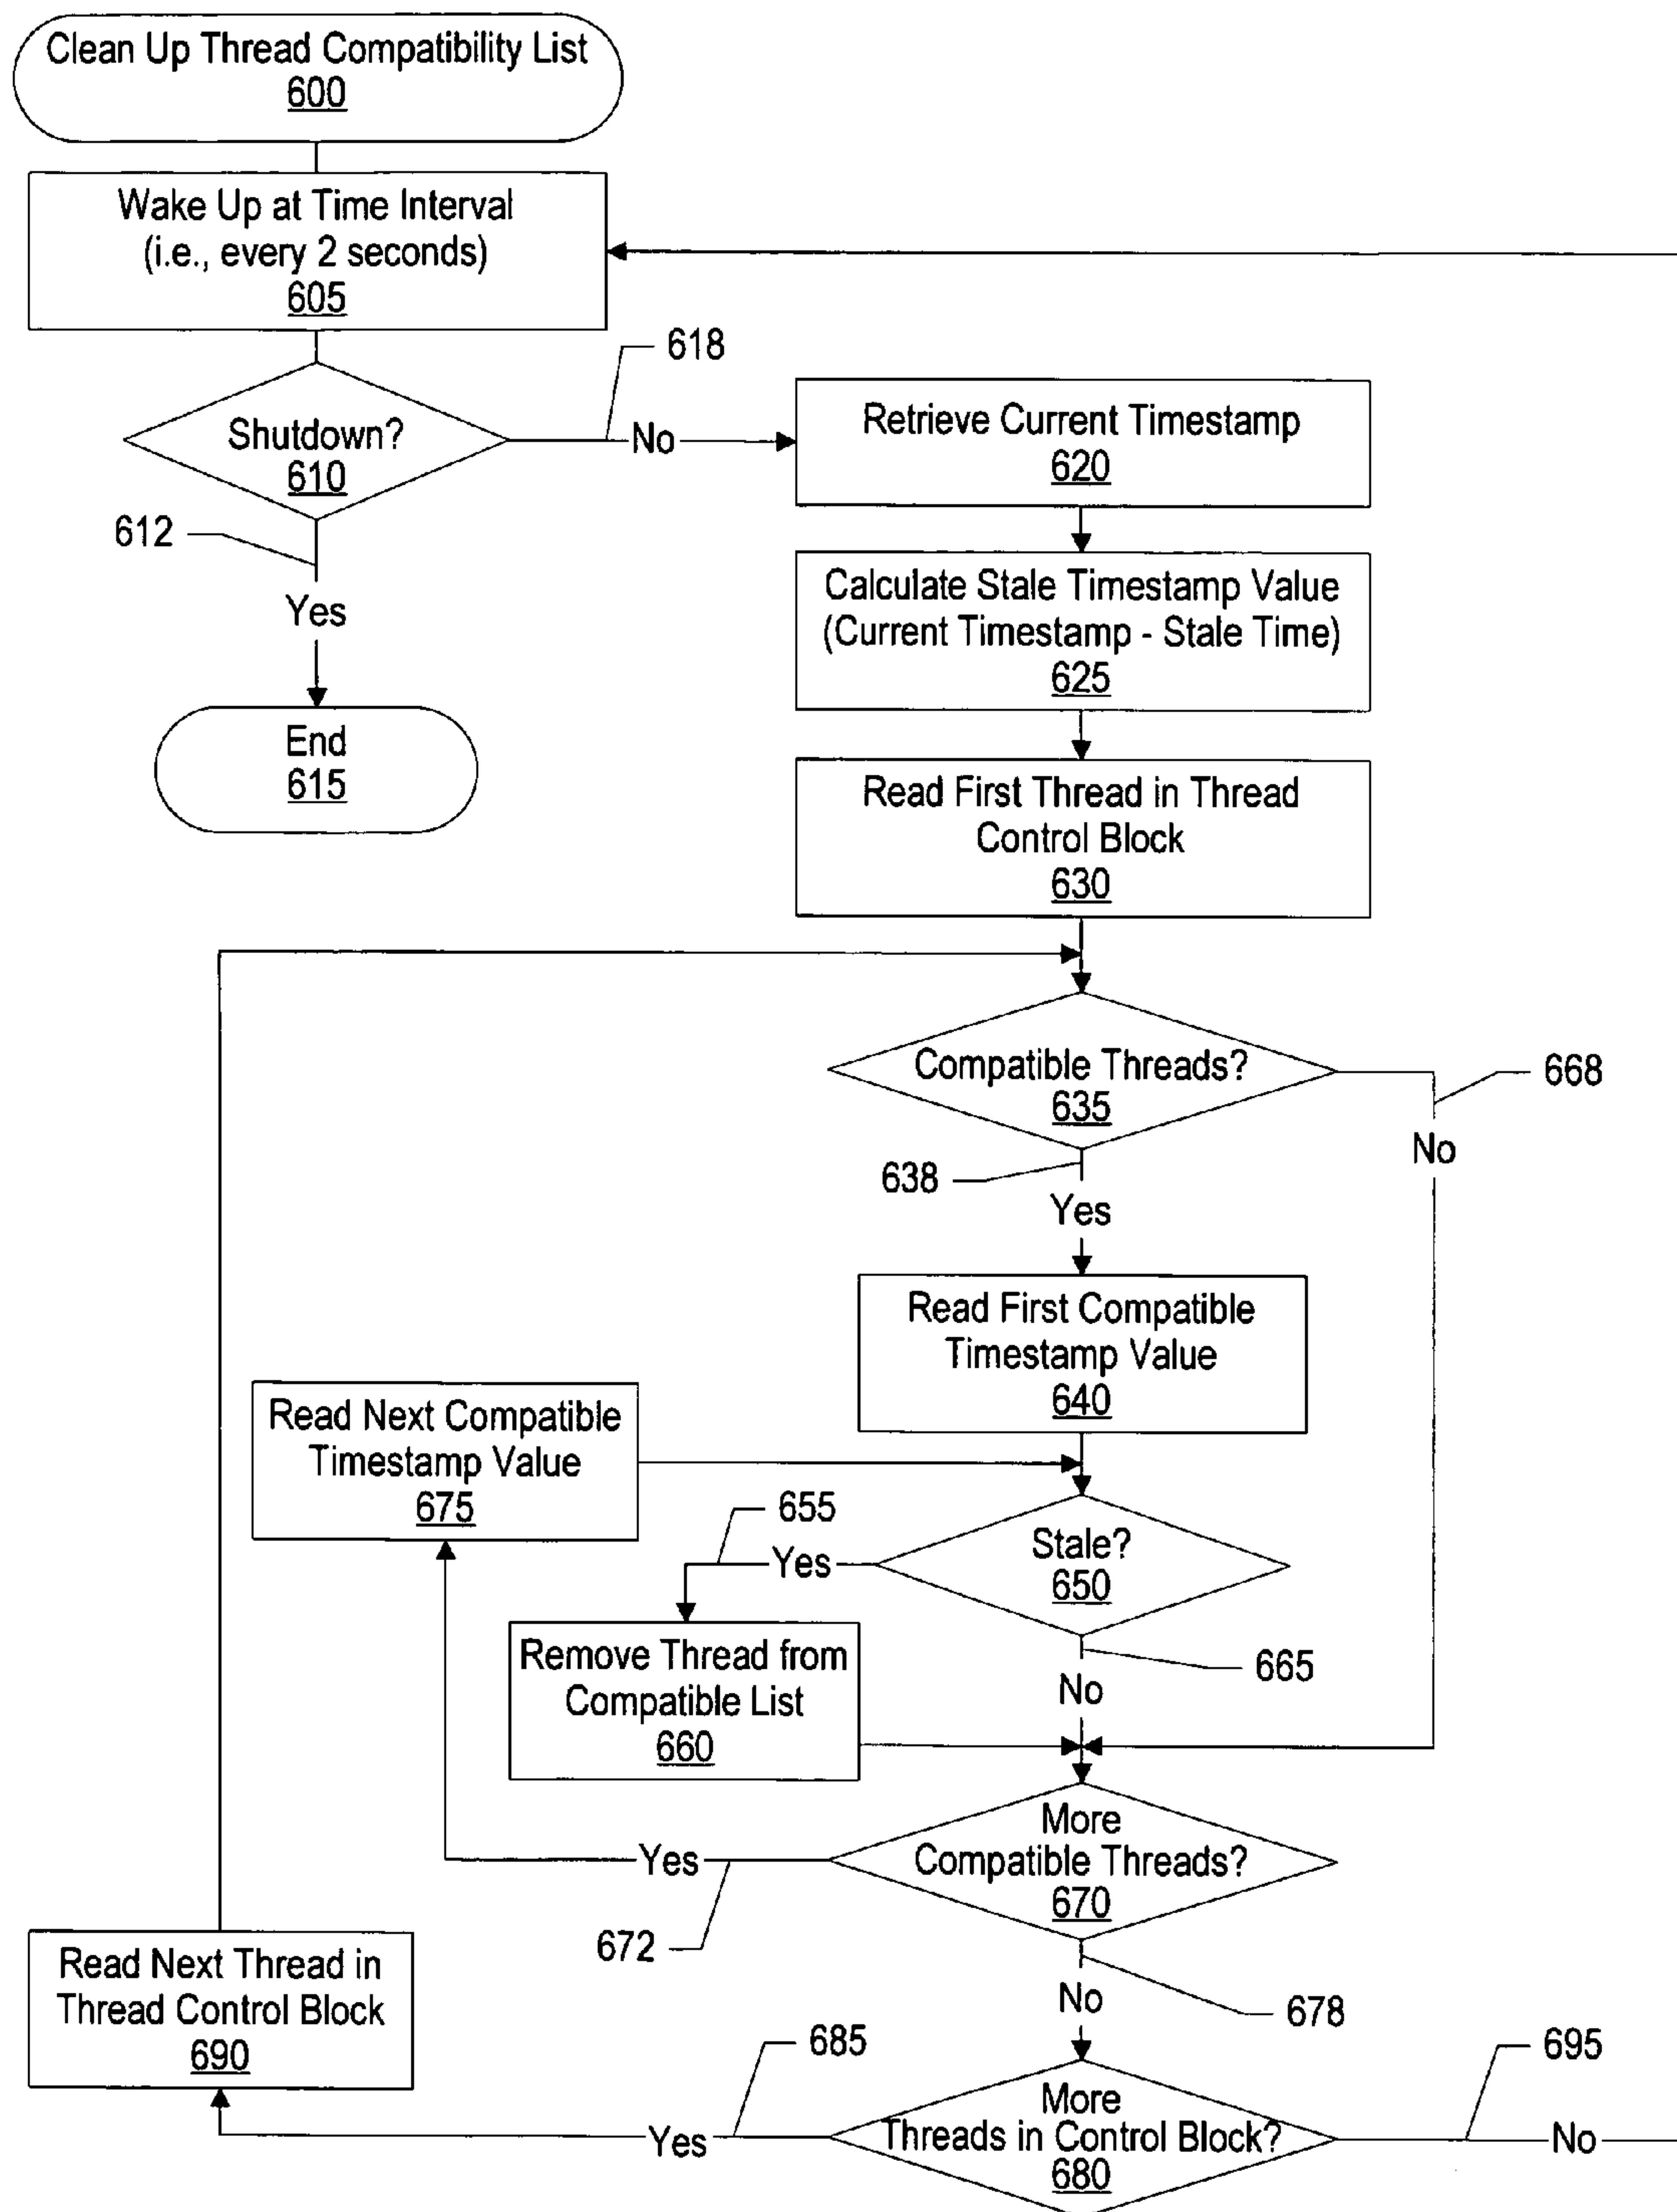 Clean Up Thread Compatibility List
600
Wake Up at Time Interval
(i.e., every 2 seconds)
605
618
Shutdown?
610
No
Retrieve Current Timestamp
620
612
Yes
Calculate Stale Timestamp Value
(Current Timestamp - Stale Time)
625
End
615
Read First Thread in Thread
Control Block
630
Compatible Threads?
635
668
No
638
Yes
Read First Compatible
Timestamp Value
640
Read Next Compatible
Timestamp Value
675
655
Yes
Stale?
650
Remove Thread from
Compatible List
660
665
No
More
Compatible Threads?
670
Yes
672
Read Next Thread in
Thread Control Block
690
678
No
685
695
More
Threads in Control Block?
680
Yes
No